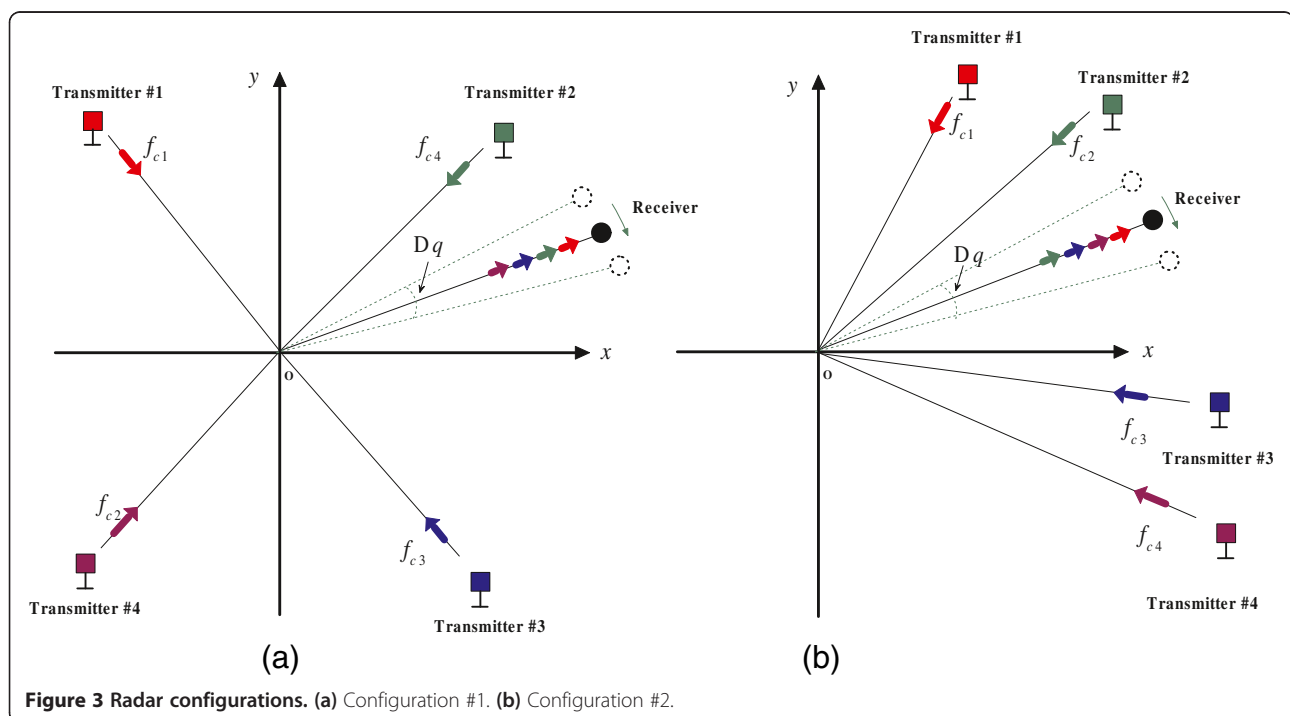 Transmitter #1
y
Transmitter #2
f c1
f c4
Receiver
D q
x
o
f c2
f c3
Transmitter #4
Transmitter #3
(a)
Transmitter #1
y
Transmitter #2
f c1
f c2
Receiver
D q
x
o
f c3
Transmitter #3
f c4
Transmitter #4
(b)
Figure 3 Radar configurations. (a) Configuration #1. (b) Configuration #2.